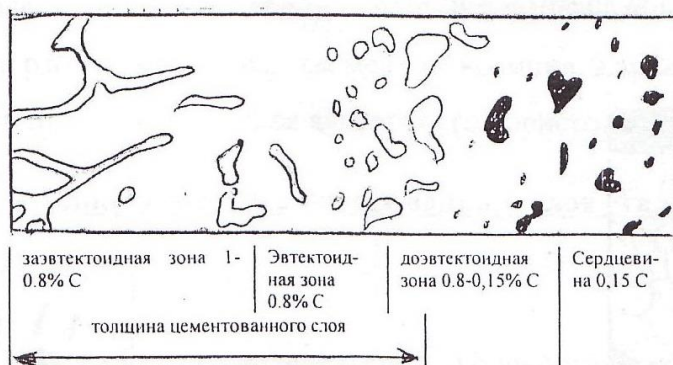 заэвтектоидная зона 1-
0.8% С
Эвтектоид-
ная зона
0.8% С
доэвтектоидная
зона 0.8-0,15% С
Сердцеви-
на 0,15 С
толщина цементованного слоя